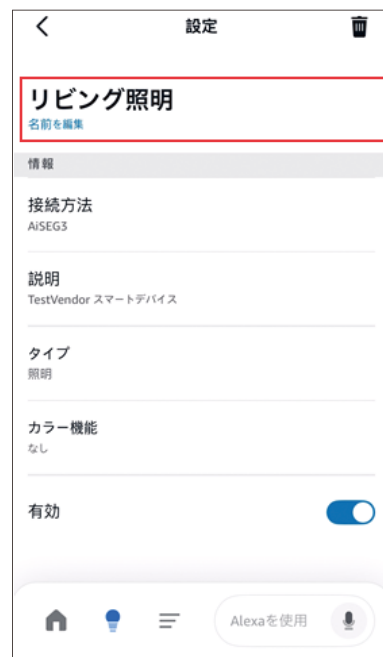 設定
リビング照明
名前を編集
情報
接続方法
AiSEG3
説明
TestVendor スマートデバイス
タイプ
照明
カラー機能
なし
有効
Alexaを使用